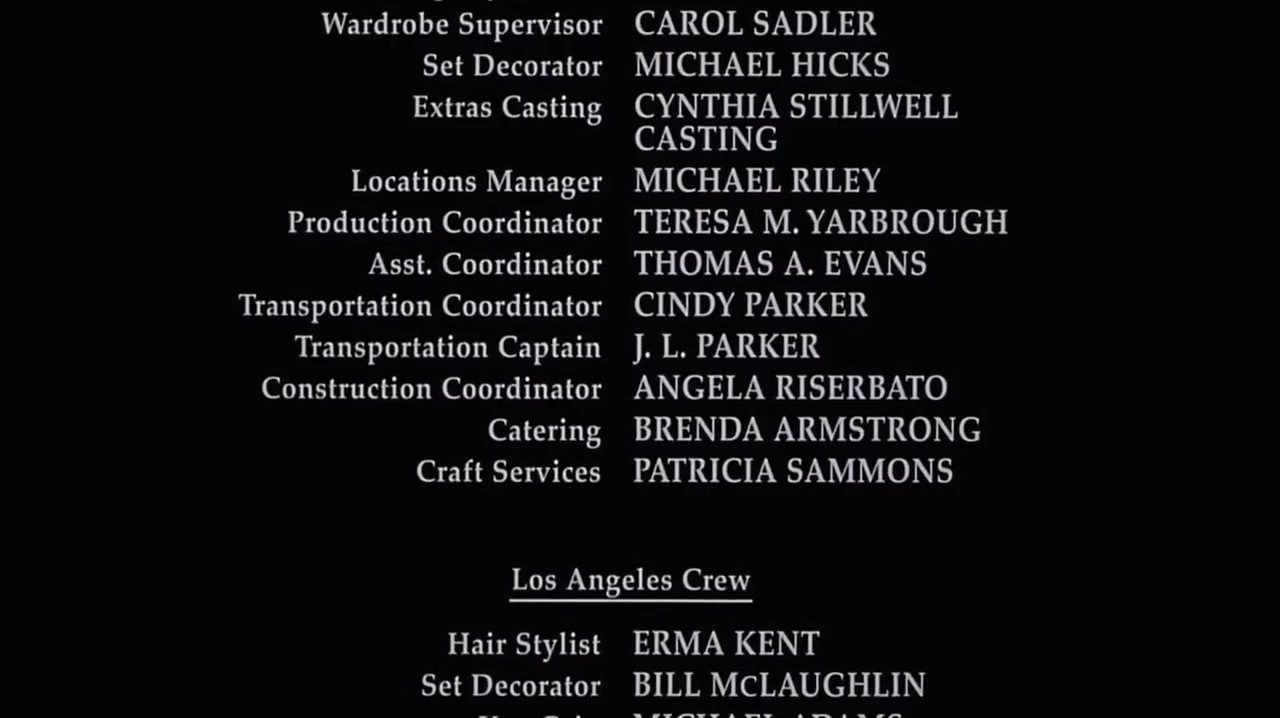 Wardrobe Supervisor CAROL SADLER
Set Decorator MICHAEL HICKS
Extras Casting CYNTHIA STILLWELL
CASTING
Locations Manager MICHAEL RILEY
Production Coordinator TERESA M. YARBROUGH
Asst. Coordinator THOMAS A. EVANS
Transportation Coordinator CINDY PARKER
Transportation Captain J. L. PARKER
Construction Coordinator ANGELA RISERBATO
Catering BRENDA ARMSTRONG
Craft Services PATRICIA SAMMONS
Los Angeles Crew
Hair Stylist ERMA KENT
Set Decorator BILL McLAUGHLIN
MICHAEL ADAMS